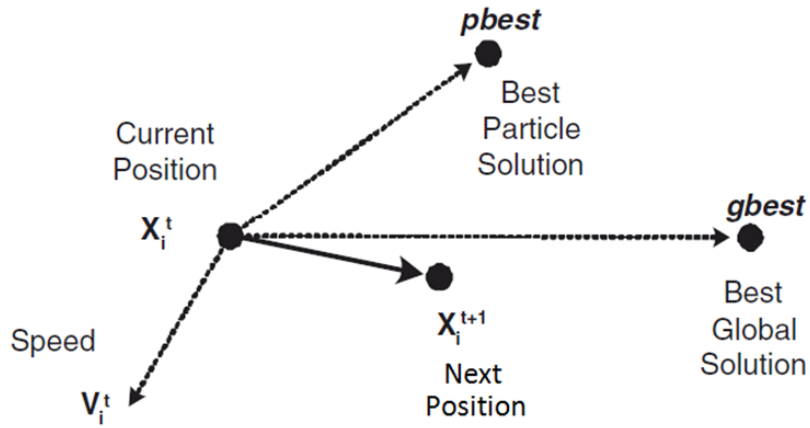 pbest
Best
Particle
Solution
Current
Position
Xᵢᵗ
gbest
Best
Global
Solution
Xᵢᵗ⁺¹
Next
Position
Speed
Vᵢᵗ